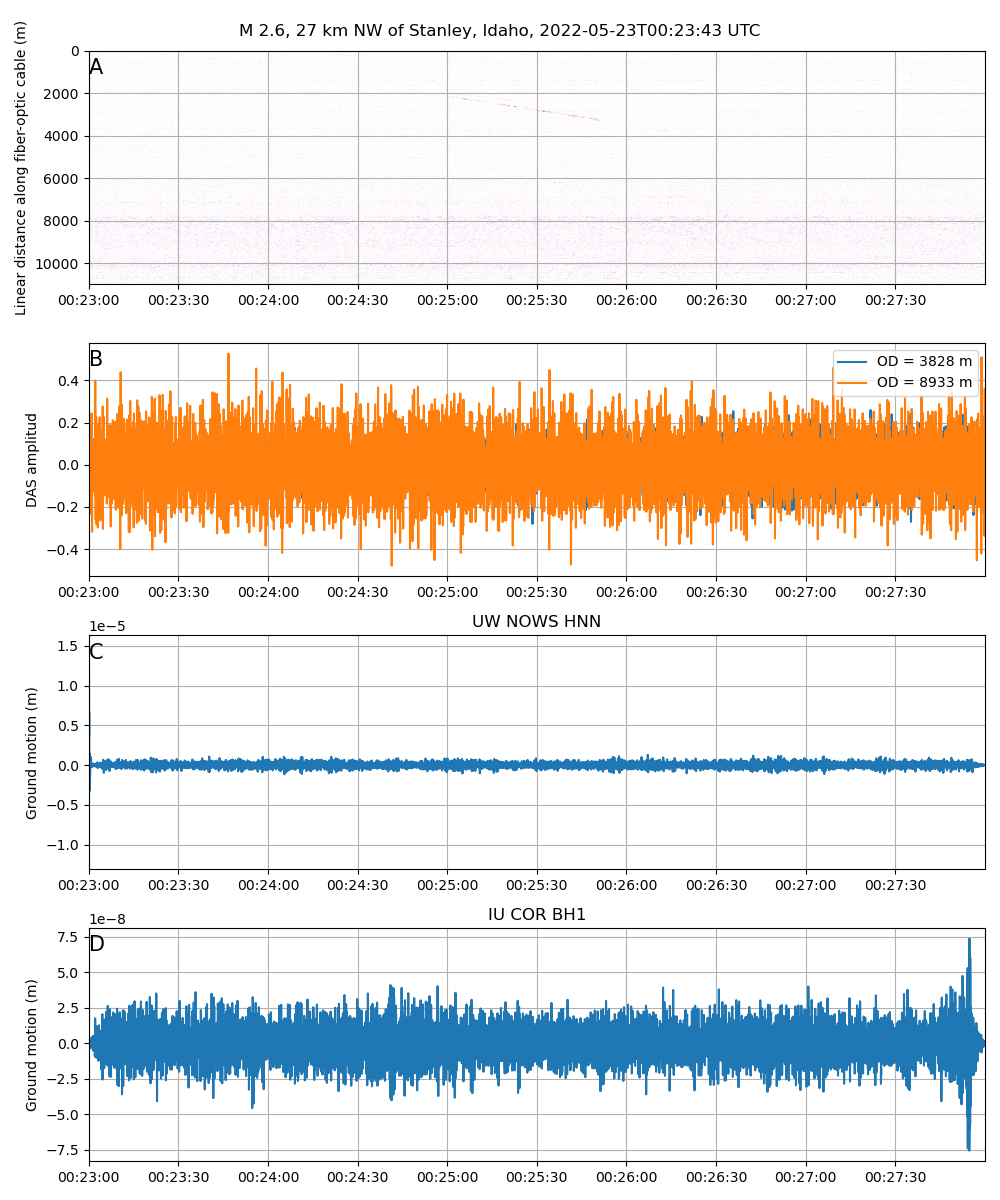 M 2.6, 27 km NW of Stanley, Idaho, 2022-05-23T00:23:43 UTC
Linear distance along fiber-optic cable (m)
A
0
2000
4000
6000
8000
10000
00:23:00 00:23:30 00:24:00 00:24:30 00:25:00 00:25:30 00:26:00 00:26:30 00:27:00 00:27:30
DAS amplitud
B
OD = 3828 m
OD = 8933 m
0.4
0.2
0.0
−0.2
−0.4
00:23:00 00:23:30 00:24:00 00:24:30 00:25:00 00:25:30 00:26:00 00:26:30 00:27:00 00:27:30
UW NOWS HNN
1e−5
Ground motion (m)
C
1.5
1.0
0.5
0.0
−0.5
−1.0
00:23:00 00:23:30 00:24:00 00:24:30 00:25:00 00:25:30 00:26:00 00:26:30 00:27:00 00:27:30
IU COR BH1
1e−8
Ground motion (m)
D
7.5
5.0
2.5
0.0
−2.5
−5.0
−7.5
00:23:00 00:23:30 00:24:00 00:24:30 00:25:00 00:25:30 00:26:00 00:26:30 00:27:00 00:27:30